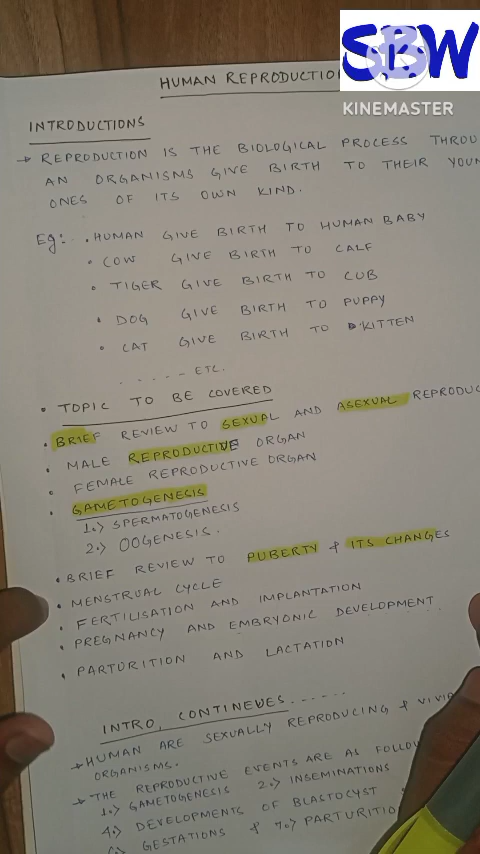 SBW
KINEMASTER
HUMAN REPRODUCTIO
INTRODUCTIONS
→ REPRODUCTION IS THE BIOLOGICAL PROCESS THROU
AN ORGANISMS GIVE BIRTH TO THEIR YOUN
ONES OF ITS OWN KIND.
Eg:- • HUMAN GIVE BIRTH TO HUMAN BABY
• COW GIVE BIRTH TO CALF
• TIGER GIVE BIRTH TO CUB
• DOG GIVE BIRTH TO PUPPY
• CAT GIVE BIRTH TO KITTEN
. . . . - - ETC.
• TOPIC TO BE COVERED
• BRIEF REVIEW TO SEXUAL AND ASEXUAL REPRODUC
• MALE REPRODUCTIVE ORGAN
• FEMALE REPRODUCTIVE ORGAN
• GAMETOGENESIS
1.> SPERMATOGENESIS
2.> OOGENESIS.
• BRIEF REVIEW TO PUBERTY & ITS CHANGES
• MENSTRUAL CYCLE
• FERTILISATION AND IMPLANTATION
• PREGNANCY AND EMBRYONIC DEVELOPMENT
• PARTURITION AND LACTATION
INTRO, CONTINEUES......
→ HUMAN ARE SEXUALLY REPRODUCING & VIVIP
ORGANISMS.
→ THE REPRODUCTIVE EVENTS ARE AS FOLLOW
1.> GAMETOGENESIS 2.> INSEMINATIONS
4.> DEVELOPMENTS OF BLASTOCYST
GESTATIONS & 7.> PARTURITIO